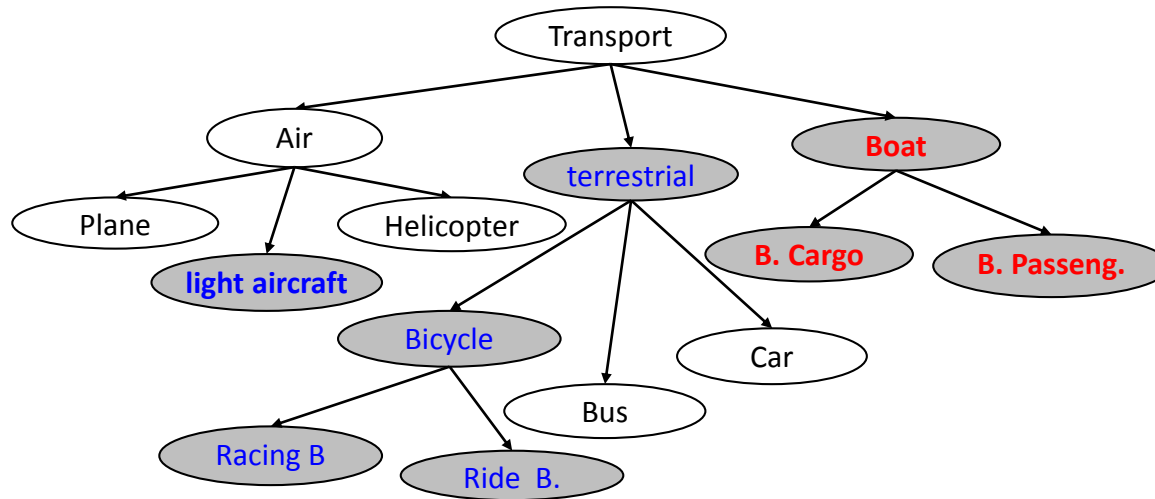 Transport
Air
Boat
terrestrial
Plane
Helicopter
B. Cargo
B. Passeng.
light aircraft
Bicycle
Car
Bus
Racing B
Ride B.